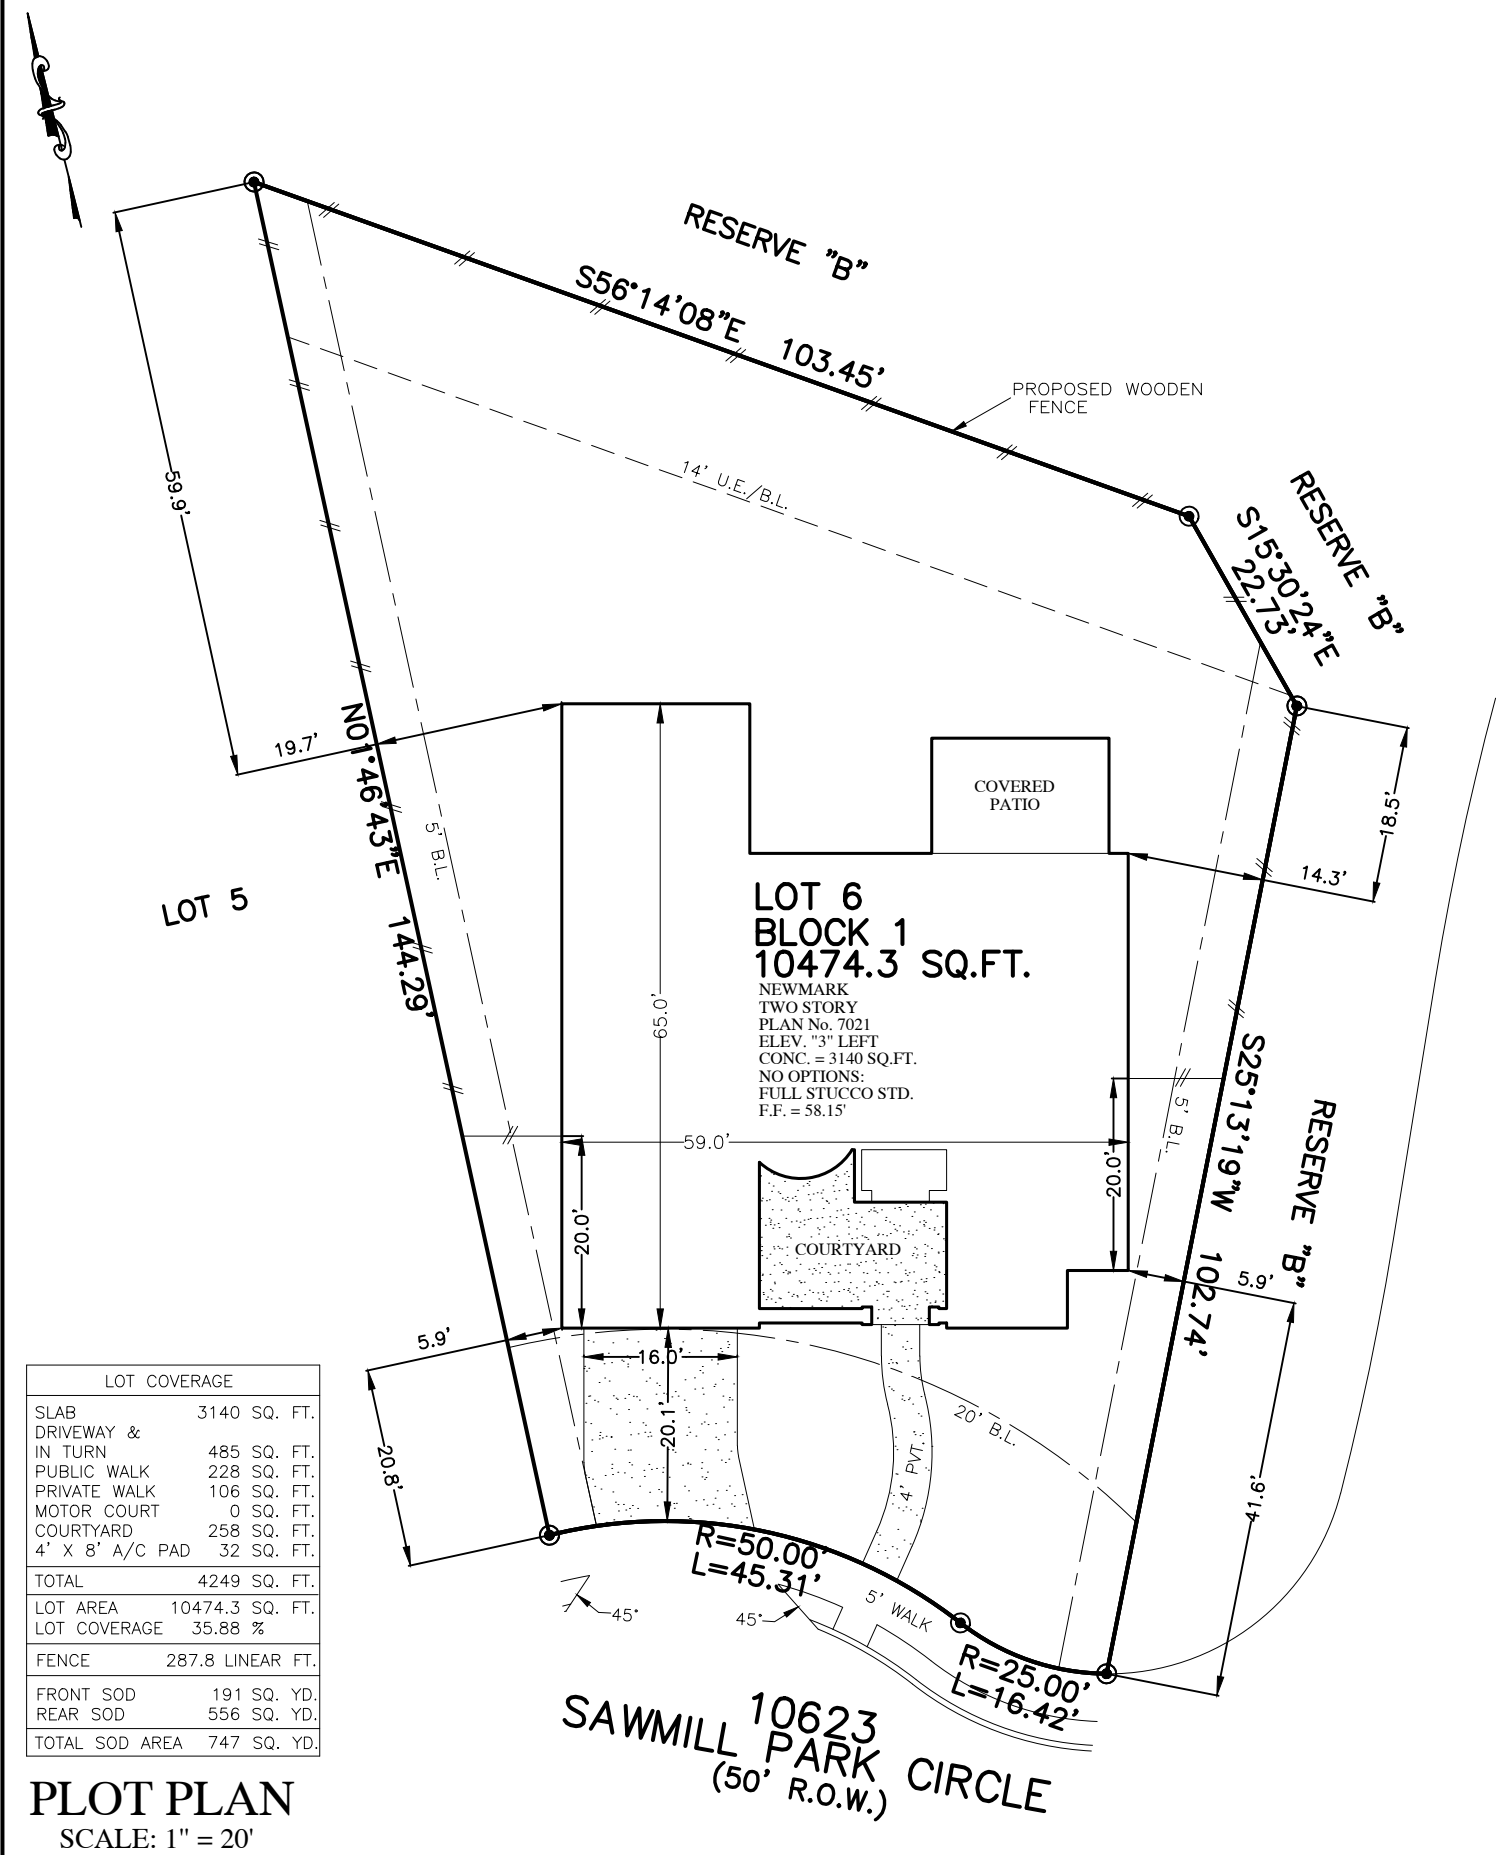 RESERVE "B"
S56°14'08"E 103.45'
PROPOSED WOODEN
FENCE
14' U.E./B.L.
RESERVE "B"
S15°30'24"E
22.73'
59.9'
19.7'
N01°46'43"E 144.29'
5' B.L.
LOT 5
COVERED
PATIO
18.5'
14.3'
LOT 6
BLOCK 1
10474.3 SQ.FT.
NEWMARK
TWO STORY
PLAN No. 7021
ELEV. "3" LEFT
CONC. = 3140 SQ.FT.
NO OPTIONS:
FULL STUCCO STD.
F.F. = 58.15'
65.0'
59.0'
20.0'
20.0'
5' B.L.
S25°13'19"W 102.74'
RESERVE "B"
COURTYARD
5.9'
5.9'
16.0'
20.1'
20.8'
20' B.L.
4' PVT.
41.6'
R=50.00'
L=45.31'
45°
45°
5' WALK
R=25.00'
L=16.42'
10623
SAWMILL PARK CIRCLE
(50' R.O.W.)
LOT COVERAGE
SLAB 3140 SQ. FT.
DRIVEWAY &
IN TURN 485 SQ. FT.
PUBLIC WALK 228 SQ. FT.
PRIVATE WALK 106 SQ. FT.
MOTOR COURT 0 SQ. FT.
COURTYARD 258 SQ. FT.
4' X 8' A/C PAD 32 SQ. FT.
TOTAL 4249 SQ. FT.
LOT AREA 10474.3 SQ. FT.
LOT COVERAGE 35.88 %
FENCE 287.8 LINEAR FT.
FRONT SOD 191 SQ. YD.
REAR SOD 556 SQ. YD.
TOTAL SOD AREA 747 SQ. YD.
PLOT PLAN
SCALE: 1" = 20'